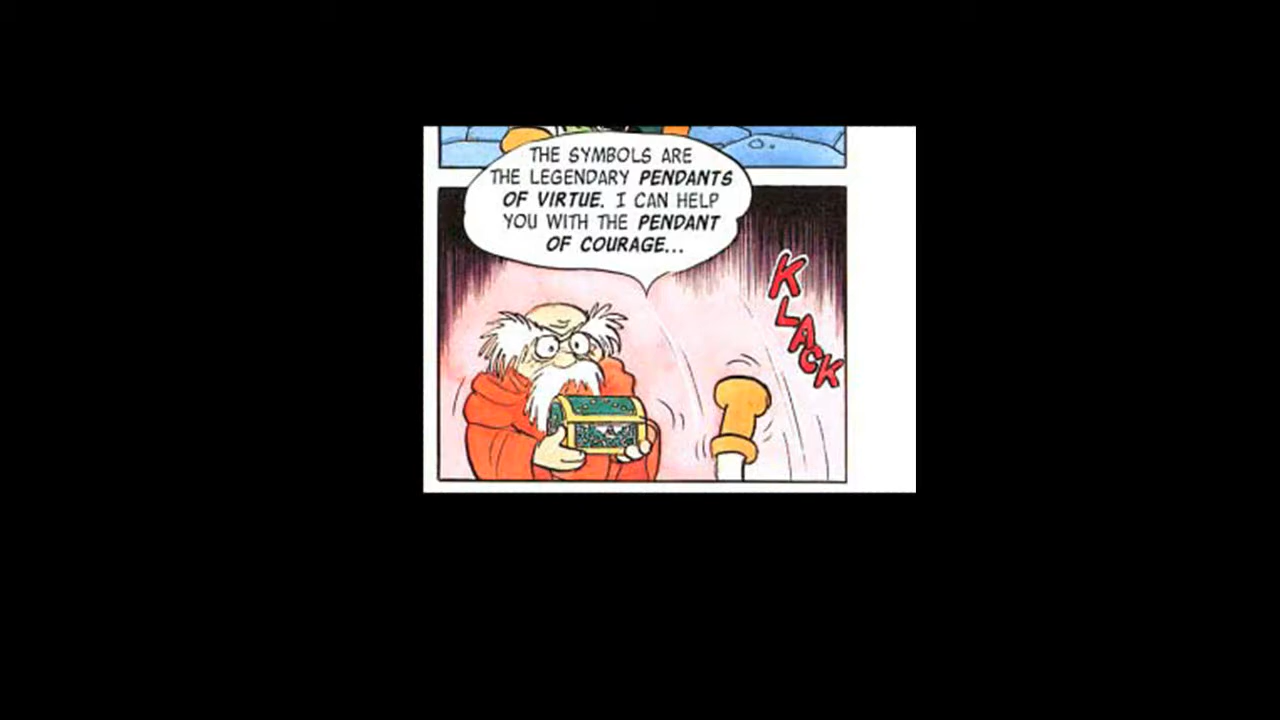 THE SYMBOLS ARE
THE LEGENDARY PENDANTS
OF VIRTUE. I CAN HELP
YOU WITH THE PENDANT
OF COURAGE...
KLACK